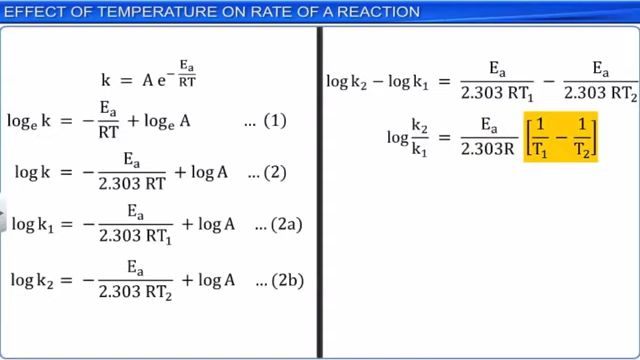 EFFECT OF TEMPERATURE ON RATE OF A REACTION
k = A e^(−Eₐ/RT)
logₑ k = − Eₐ/RT + logₑ A ... (1)
log k = − Eₐ/2.303 RT + log A ... (2)
log k₁ = − Eₐ/2.303 RT₁ + log A ... (2a)
log k₂ = − Eₐ/2.303 RT₂ + log A ... (2b)
log k₂ − log k₁ = Eₐ/2.303 RT₁ − Eₐ/2.303 RT₂
log k₂/k₁ = Eₐ/2.303R [1/T₁ − 1/T₂]